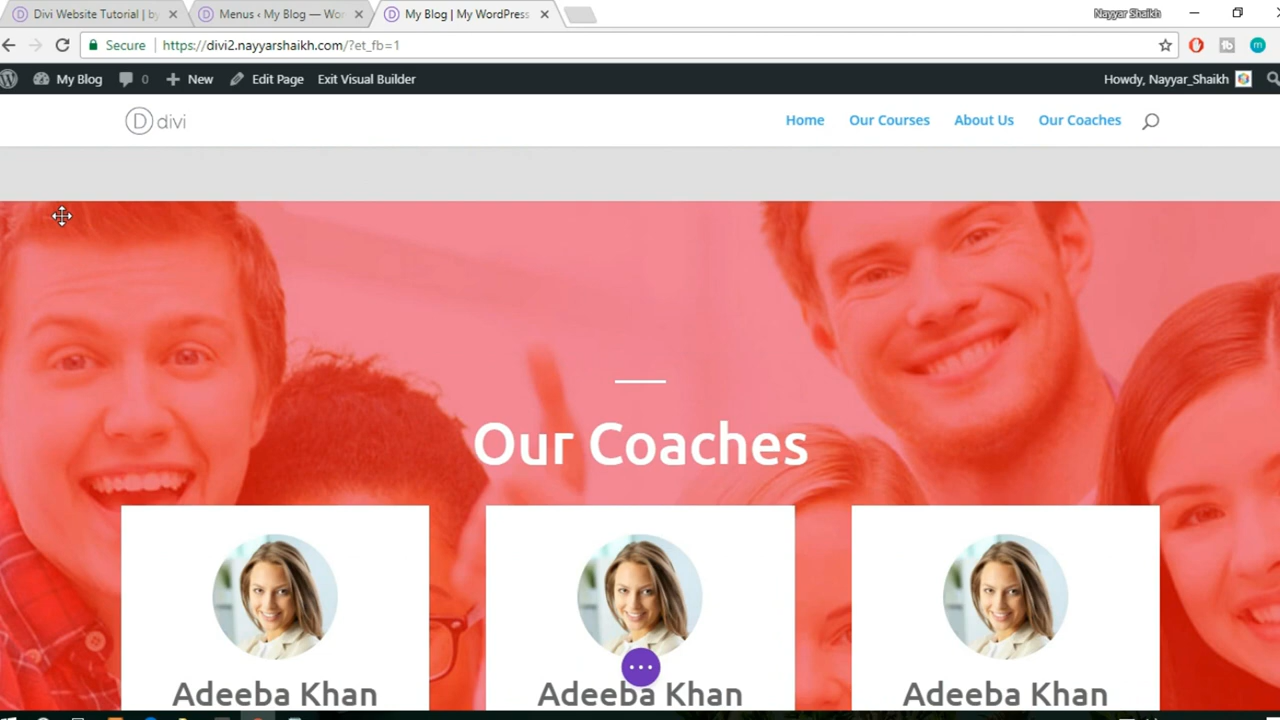 Divi Website Tutorial | by
Menus ‹ My Blog — Wor
My Blog | My WordPress
Nayyar Shaikh
Secure
https://divi2.nayyarshaikh.com/?et_fb=1
My Blog
0
New
Edit Page
Exit Visual Builder
Howdy, Nayyar_Shaikh
D divi
Home
Our Courses
About Us
Our Coaches
Our Coaches
Adeeba Khan
Adeeba Khan
Adeeba Khan